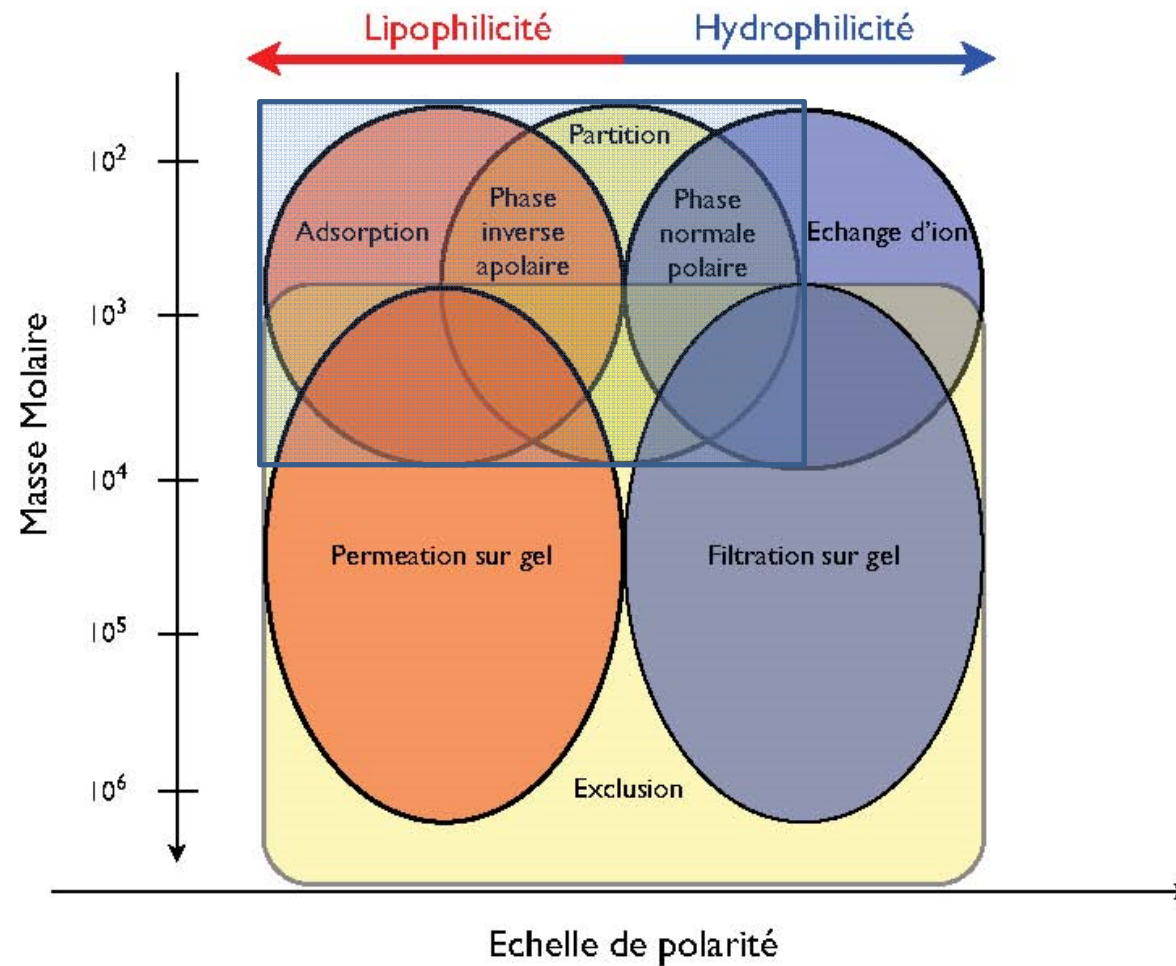 Lipophilicité Hydrophilicité
Partition
10²
Phase
inverse
apolaire
Phase
normale
polaire
Adsorption
Echange d'ion
10³
Masse Molaire
10⁴
Permeation sur gel
Filtration sur gel
10⁵
10⁶
Exclusion
Echelle de polarité